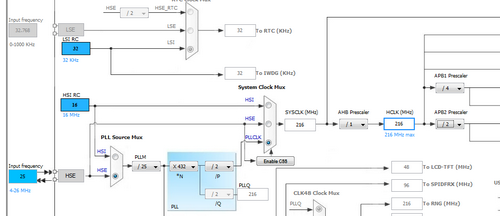 HSE
/ 2
HSE_RTC
Input frequency
32.768
0-1000 KHz
LSE
LSE
32
To RTC (KHz)
LSI RC
32
LSI
32 KHz
32
To IWDG (KHz)
System Clock Mux
HSI RC
16
HSI
16 MHz
HSE
SYSCLK (MHz)
216
AHB Prescaler
/ 1
HCLK (MHz)
216
216 MHz max
APB1 Prescaler
/ 4
APB2 Prescaler
/ 2
PLL Source Mux
PLLCLK
HSI
PLLM
/ 25
X 432
*N
/ 2
/P
PLLQ
/ 2
/Q
216
PLL
Enable CSS
Input frequency
25
4-26 MHz
HSE
HSE
48
To LCD-TFT (MHz)
96
To SPDIFRX (MHz)
CLK48 Clock Mux
PLLQ
216
To RNG (MHz)